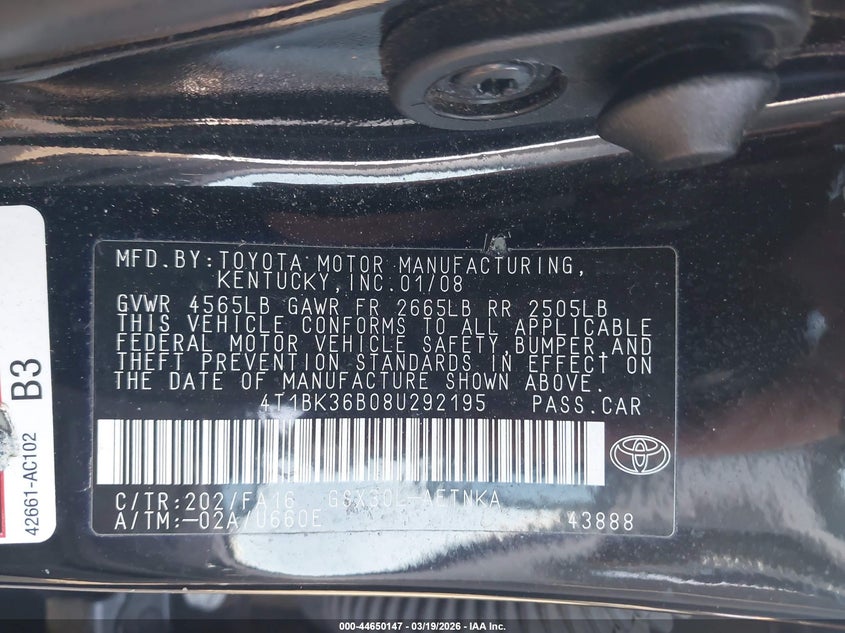 MFD.BY:TOYOTA MOTOR MANUFACTURING,
KENTUCKY,INC.01/08
GVWR 4565LB GAWR FR 2665LB RR 2505LB
THIS VEHICLE CONFORMS TO ALL APPLICABLE
FEDERAL MOTOR VEHICLE SAFETY,BUMPER,AND
THEFT PREVENTION STANDARDS IN EFFECT ON
THE DATE OF MANUFACTURE SHOWN ABOVE.
4T1BK36B08U292195 PASS.CAR
C/TR:202/FA16 GSX30L-AETNKA
A/TM:-02A/U660E 43888
B3
42661-AC102
000-44650147 — 03/19/2026 — IAA Inc.